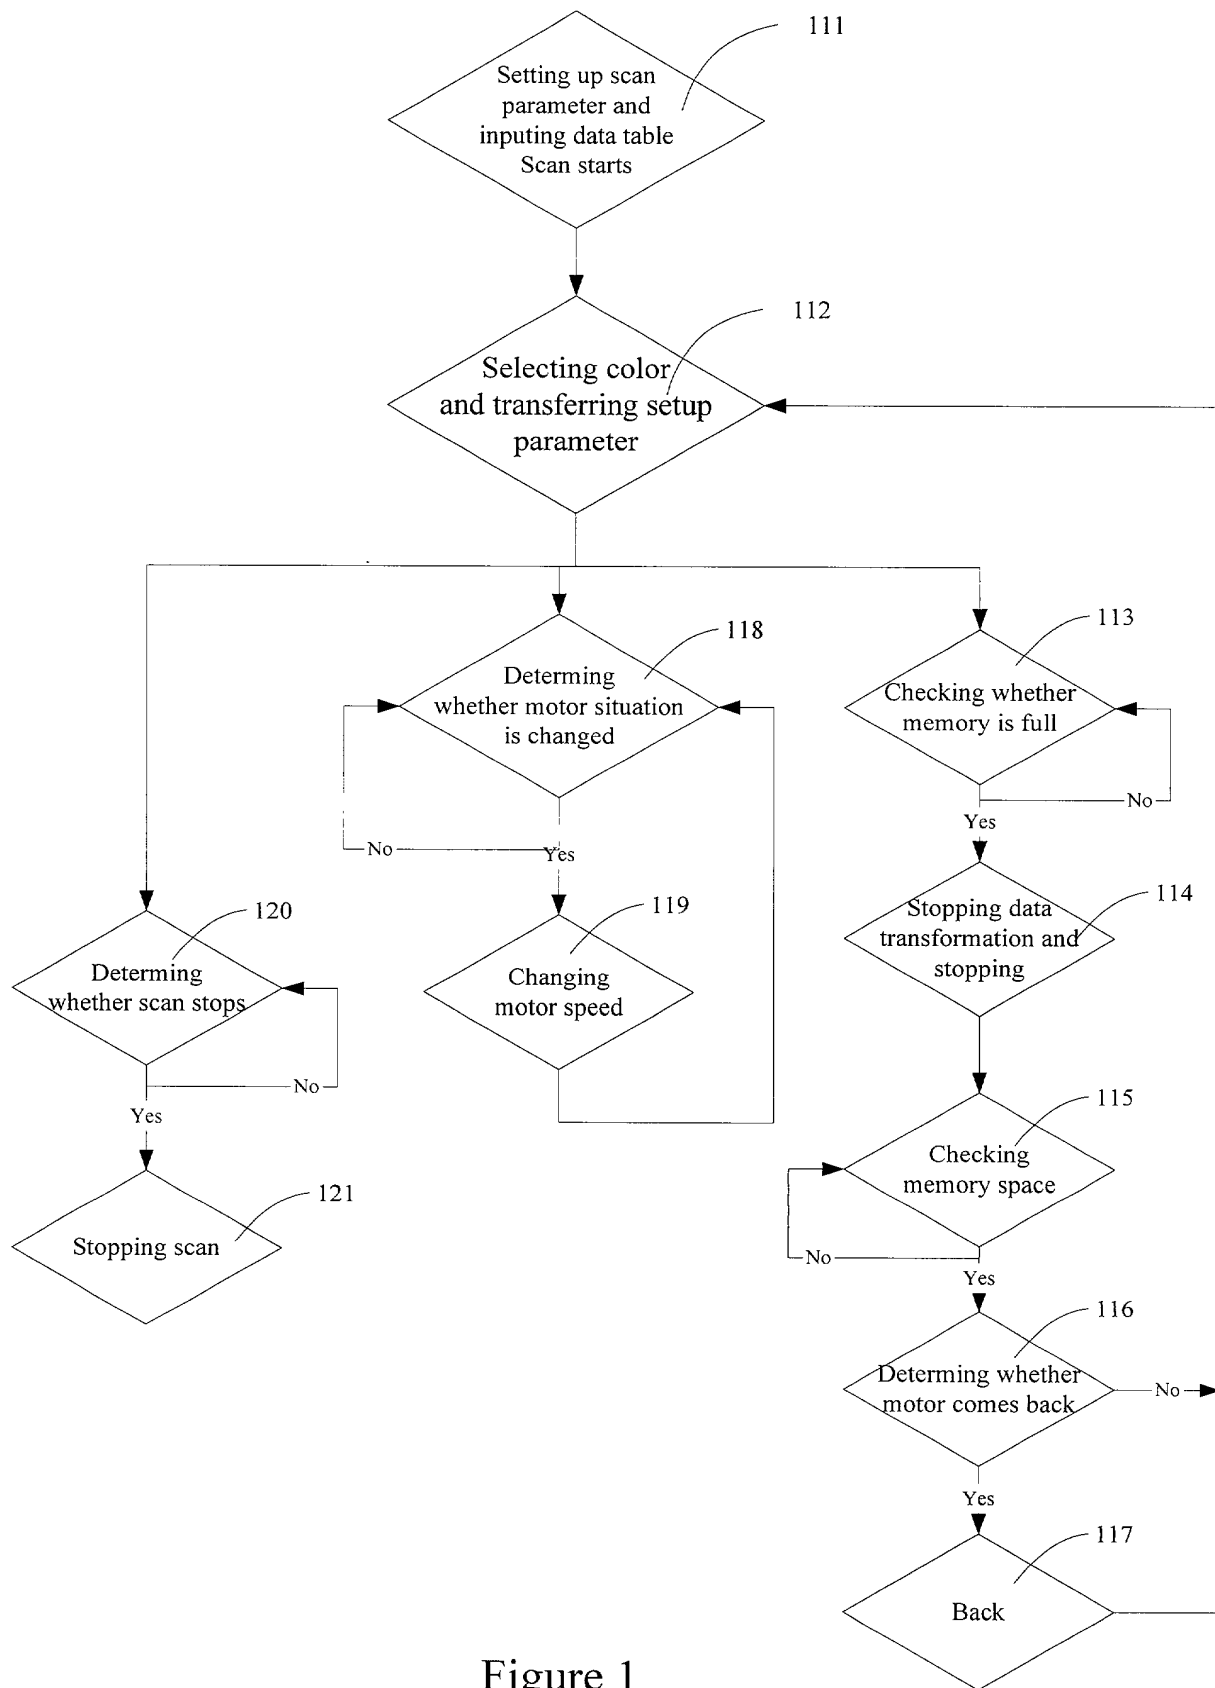 111
Setting up scan
parameter and
inputing data table
Scan starts
112
Selecting color
and transferring setup
parameter
118
Determing
whether motor situation
is changed
No
Yes
119
Changing
motor speed
113
Checking whether
memory is full
No
Yes
114
Stopping data
transformation and
stopping
120
Determing
whether scan stops
No
Yes
121
Stopping scan
115
Checking
memory space
No
Yes
116
Determing whether
motor comes back
No
Yes
117
Back
Figure 1